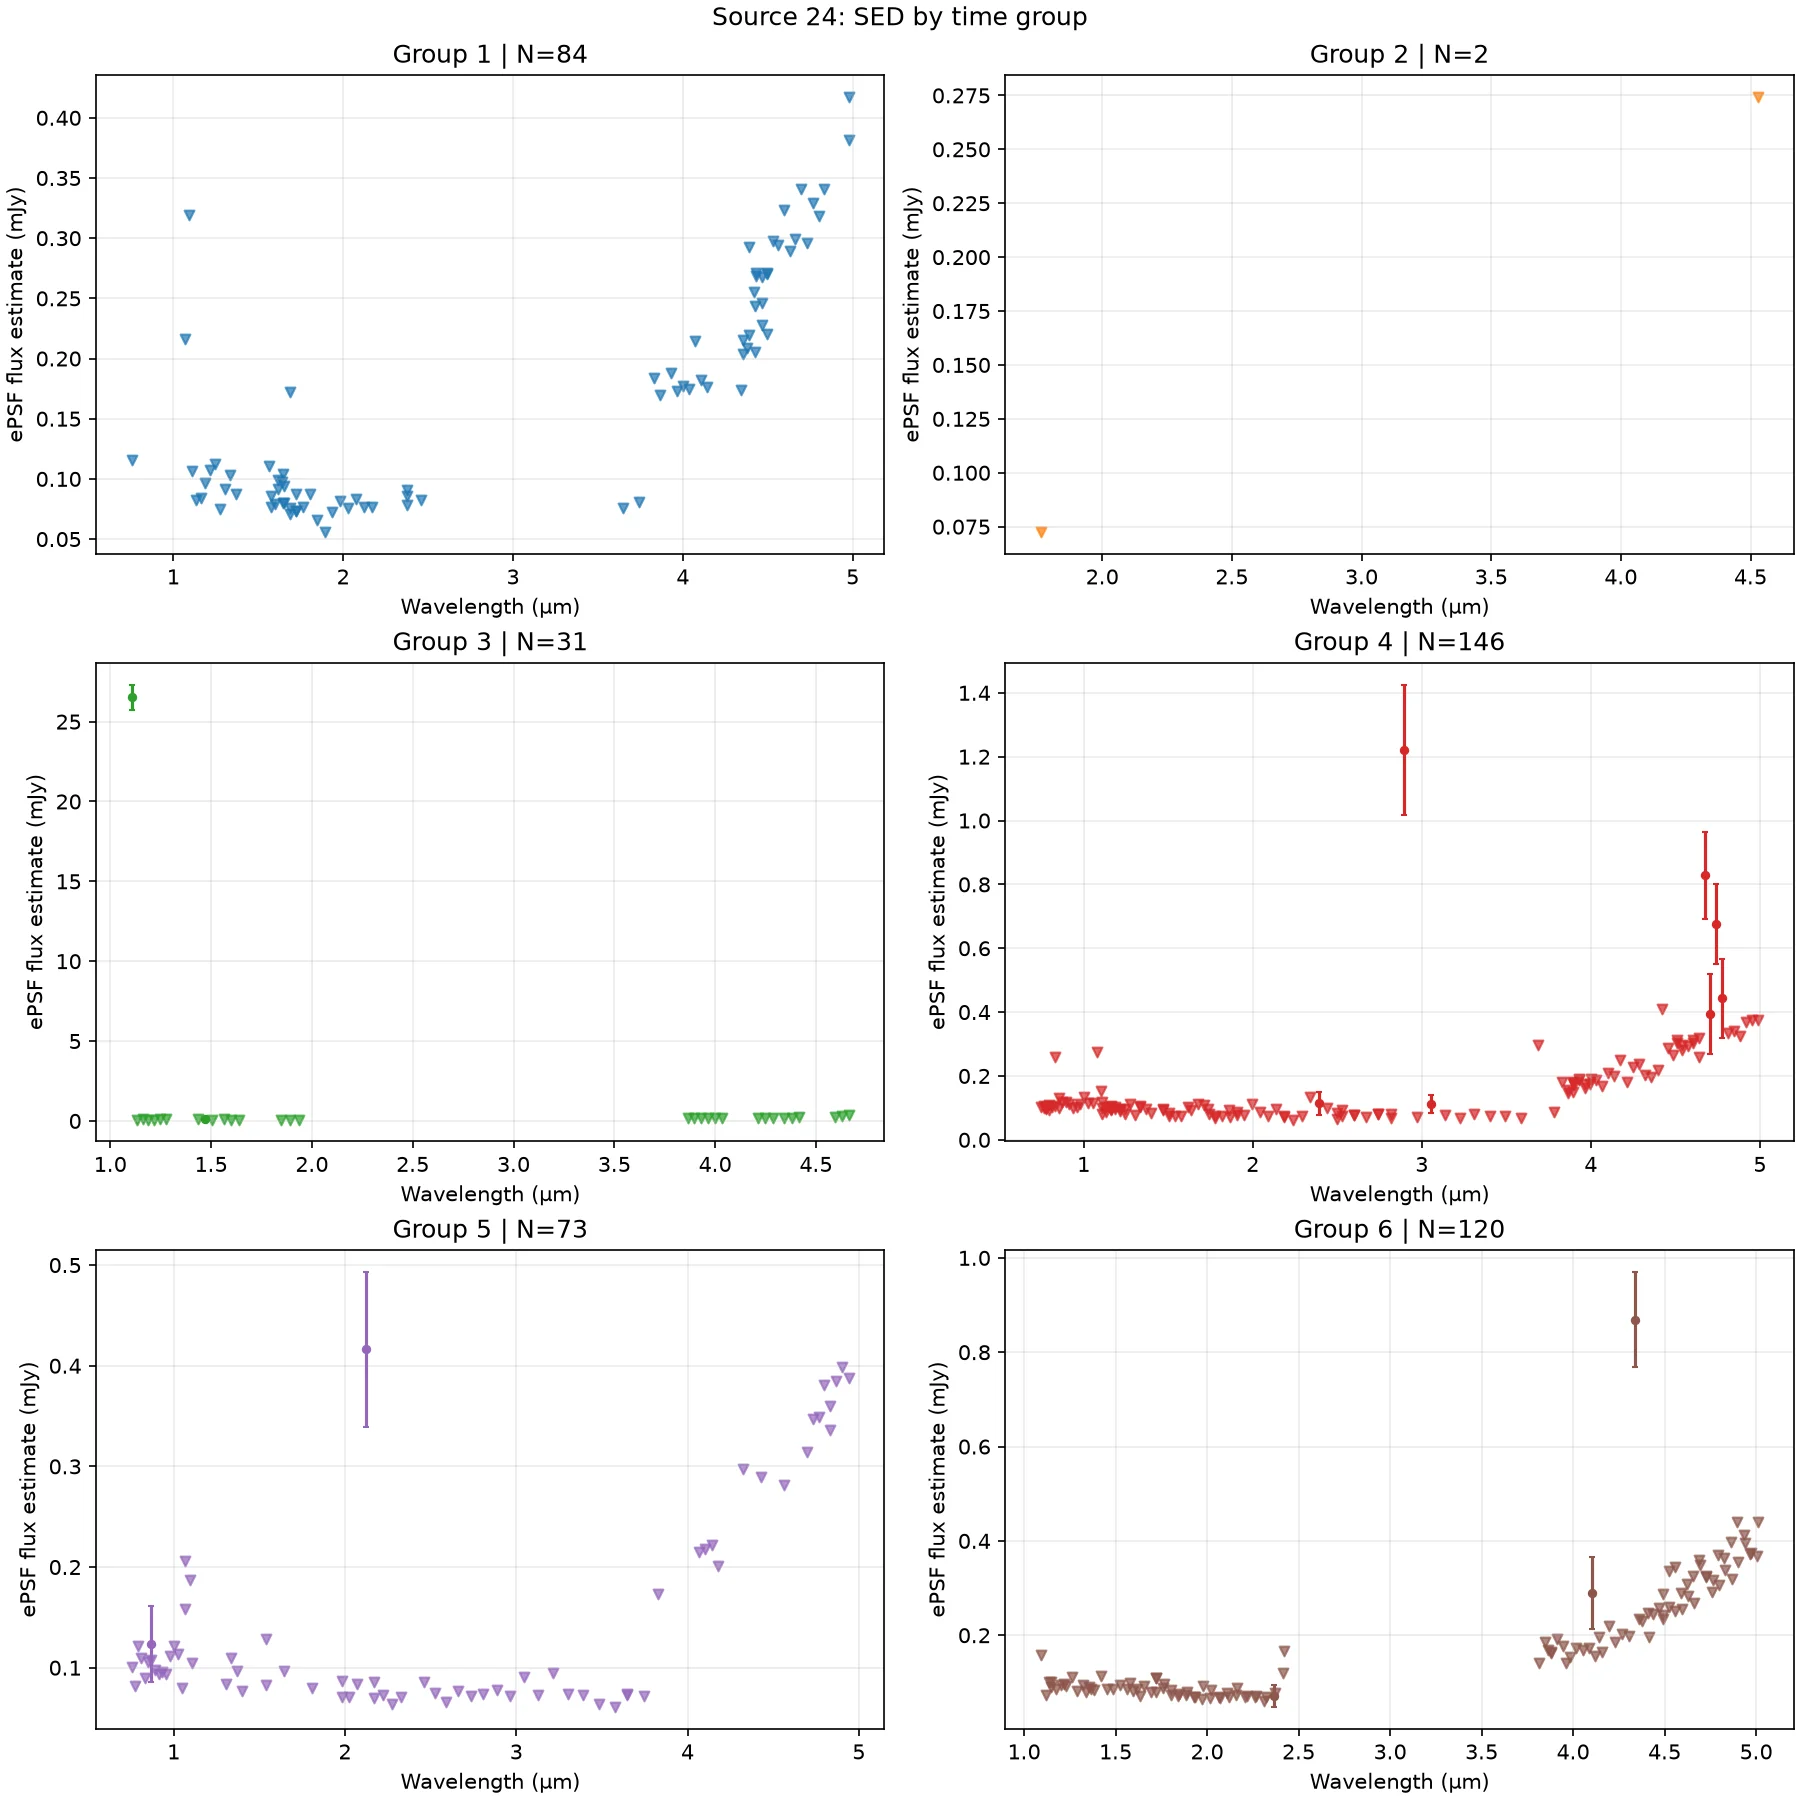 Source 24: SED by time group
Group 1 | N=84
ePSF flux estimate (mJy)
0.40
0.35
0.30
0.25
0.20
0.15
0.10
0.05
1 2 3 4 5
Wavelength (μm)
Group 2 | N=2
ePSF flux estimate (mJy)
0.275
0.250
0.225
0.200
0.175
0.150
0.125
0.100
0.075
2.0 2.5 3.0 3.5 4.0 4.5
Wavelength (μm)
Group 3 | N=31
ePSF flux estimate (mJy)
25
20
15
10
5
0
1.0 1.5 2.0 2.5 3.0 3.5 4.0 4.5
Wavelength (μm)
Group 4 | N=146
ePSF flux estimate (mJy)
1.4
1.2
1.0
0.8
0.6
0.4
0.2
0.0
1 2 3 4 5
Wavelength (μm)
Group 5 | N=73
ePSF flux estimate (mJy)
0.5
0.4
0.3
0.2
0.1
1 2 3 4 5
Wavelength (μm)
Group 6 | N=120
ePSF flux estimate (mJy)
1.0
0.8
0.6
0.4
0.2
1.0 1.5 2.0 2.5 3.0 3.5 4.0 4.5 5.0
Wavelength (μm)